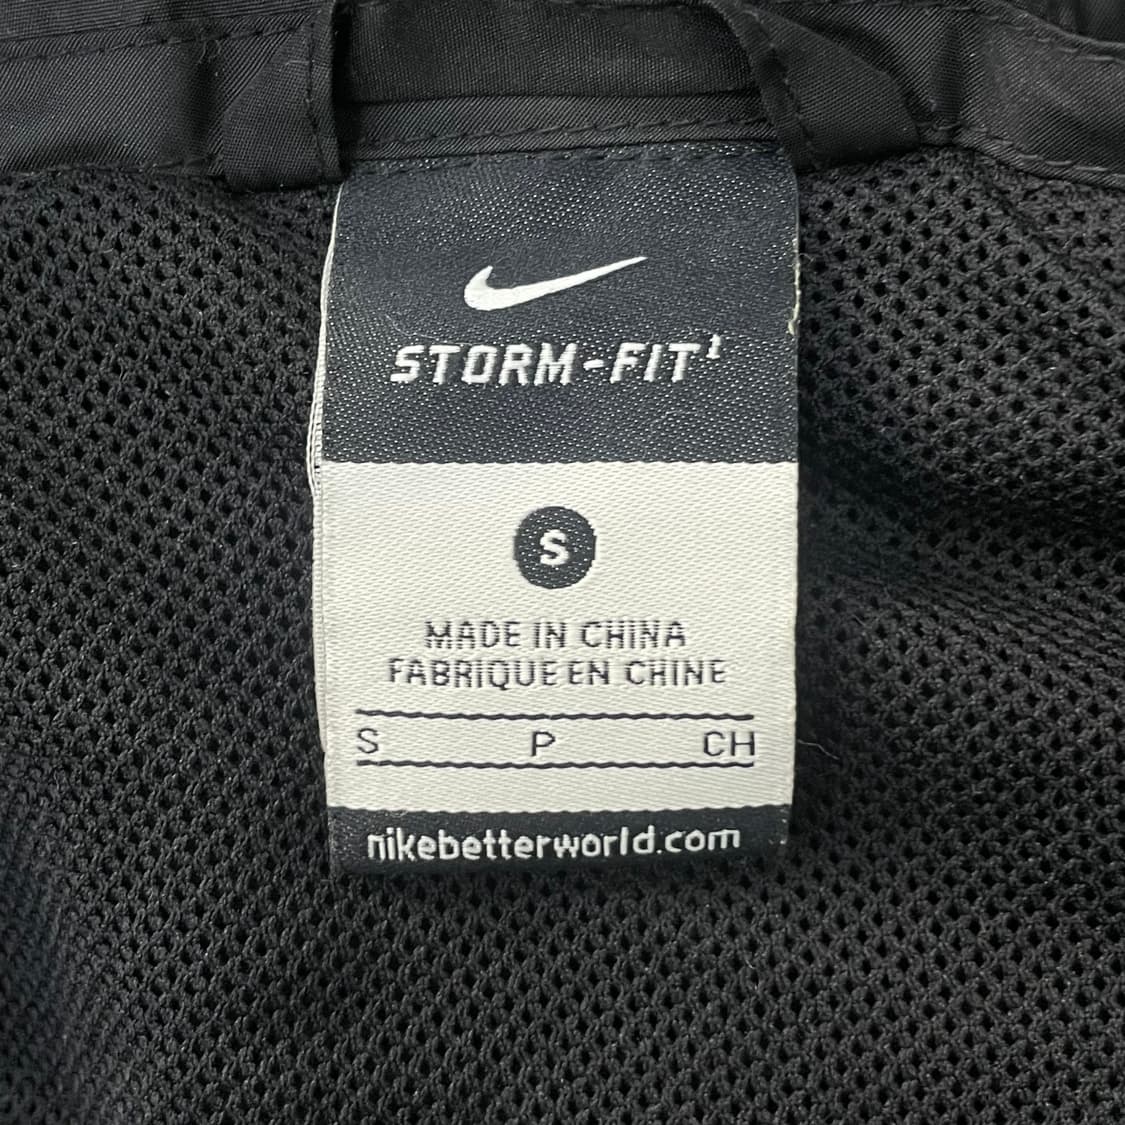 STORM-FIT¹
S
MADE IN CHINA
FABRIQUE EN CHINE
S P CH
nikebetterworld.com